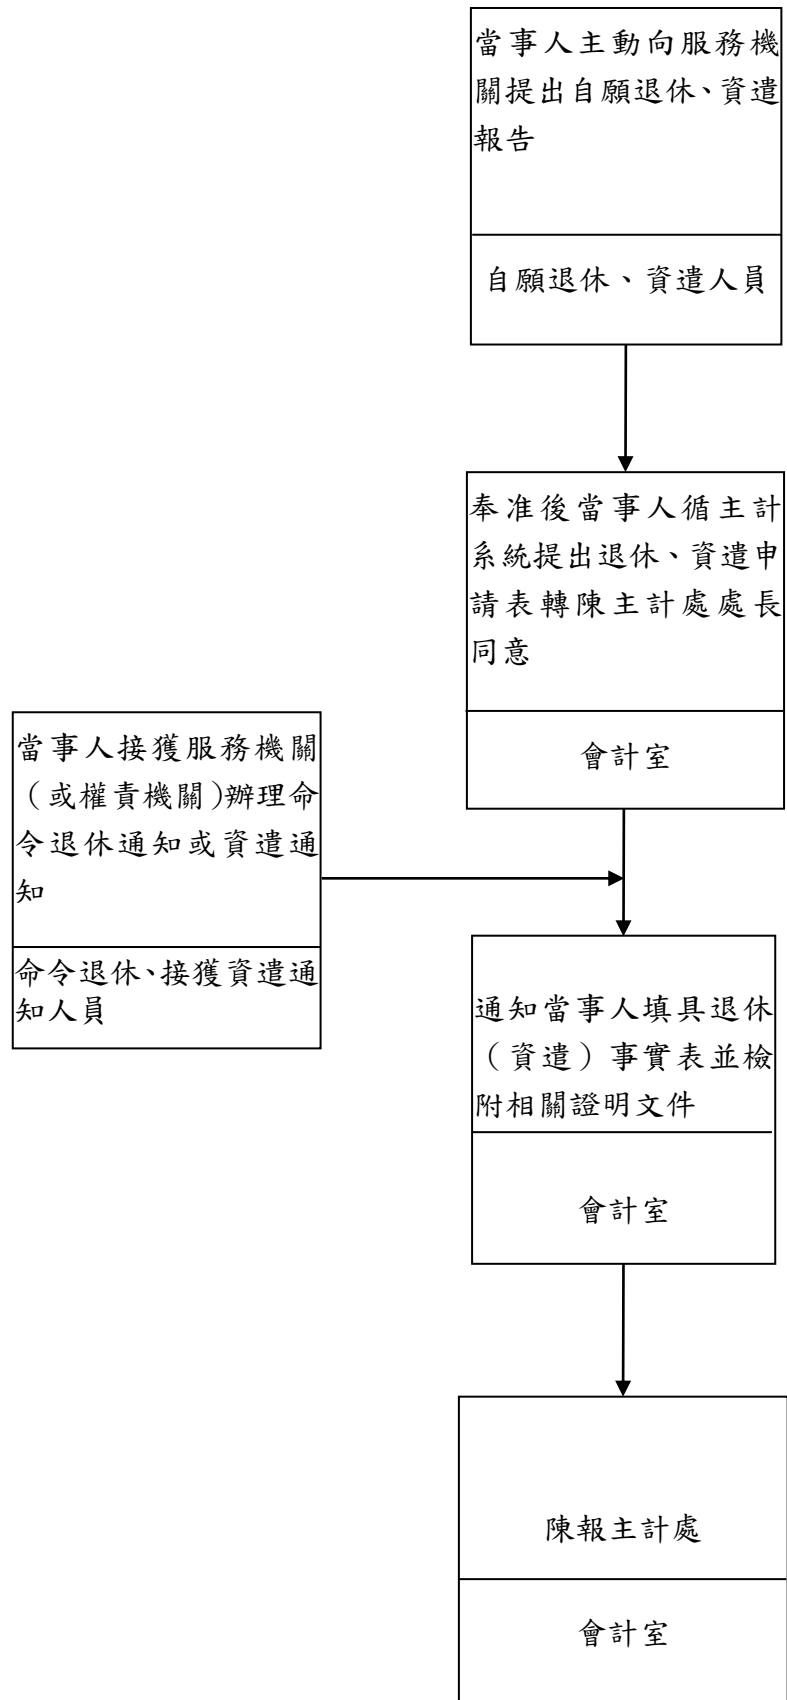 當事人主動向服務機
關提出自願退休、資遣
報告
自願退休、資遣人員
奉准後當事人循主計
系統提出退休、資遣申
請表轉陳主計處處長
同意
會計室
當事人接獲服務機關
（或權責機關）辦理命
令退休通知或資遣通
知
命令退休、接獲資遣通
知人員
通知當事人填具退休
（資遣）事實表並檢
附相關證明文件
會計室
陳報主計處
會計室